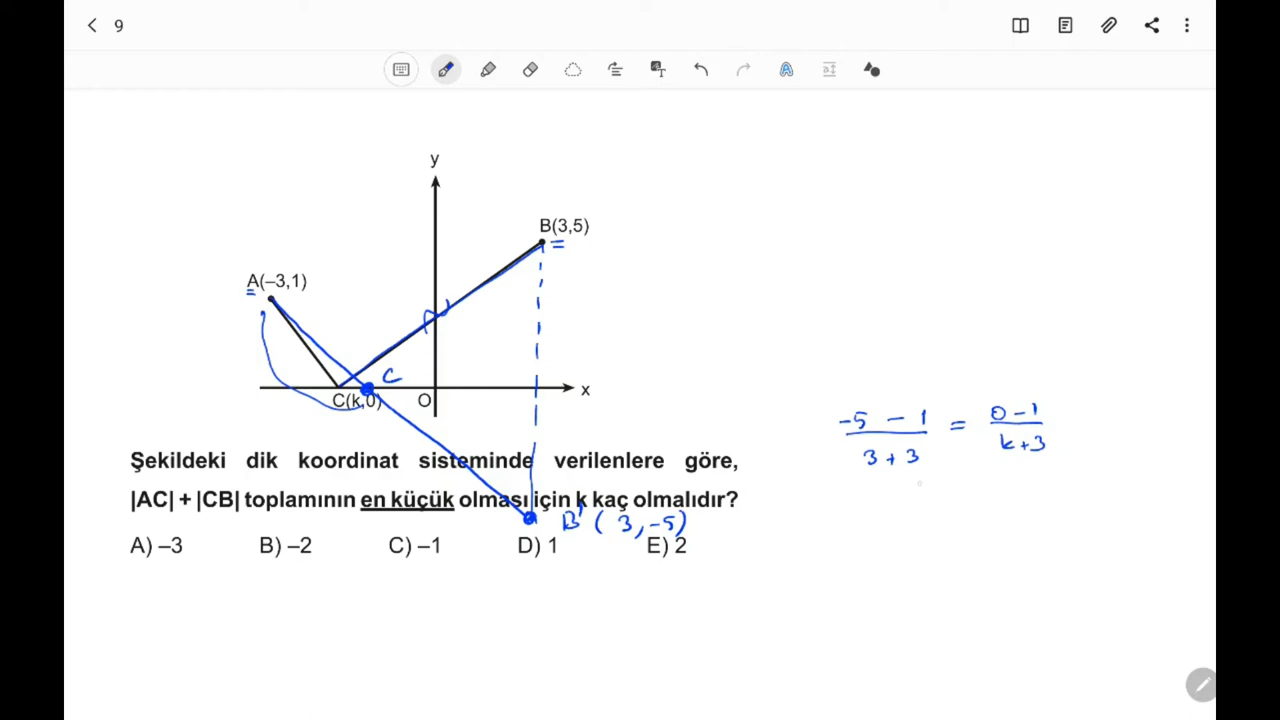 9
y
B(3,5)
A(–3,1)
C
C(k,0)
O
x
-5 - 1 / 3 + 3 = 0 - 1 / k + 3
Şekildeki dik koordinat sisteminde verilenlere göre,
|AC| + |CB| toplamının en küçük olması için k kaç olmalıdır?
B' ( 3, -5)
A) –3 B) –2 C) –1 D) 1 E) 2